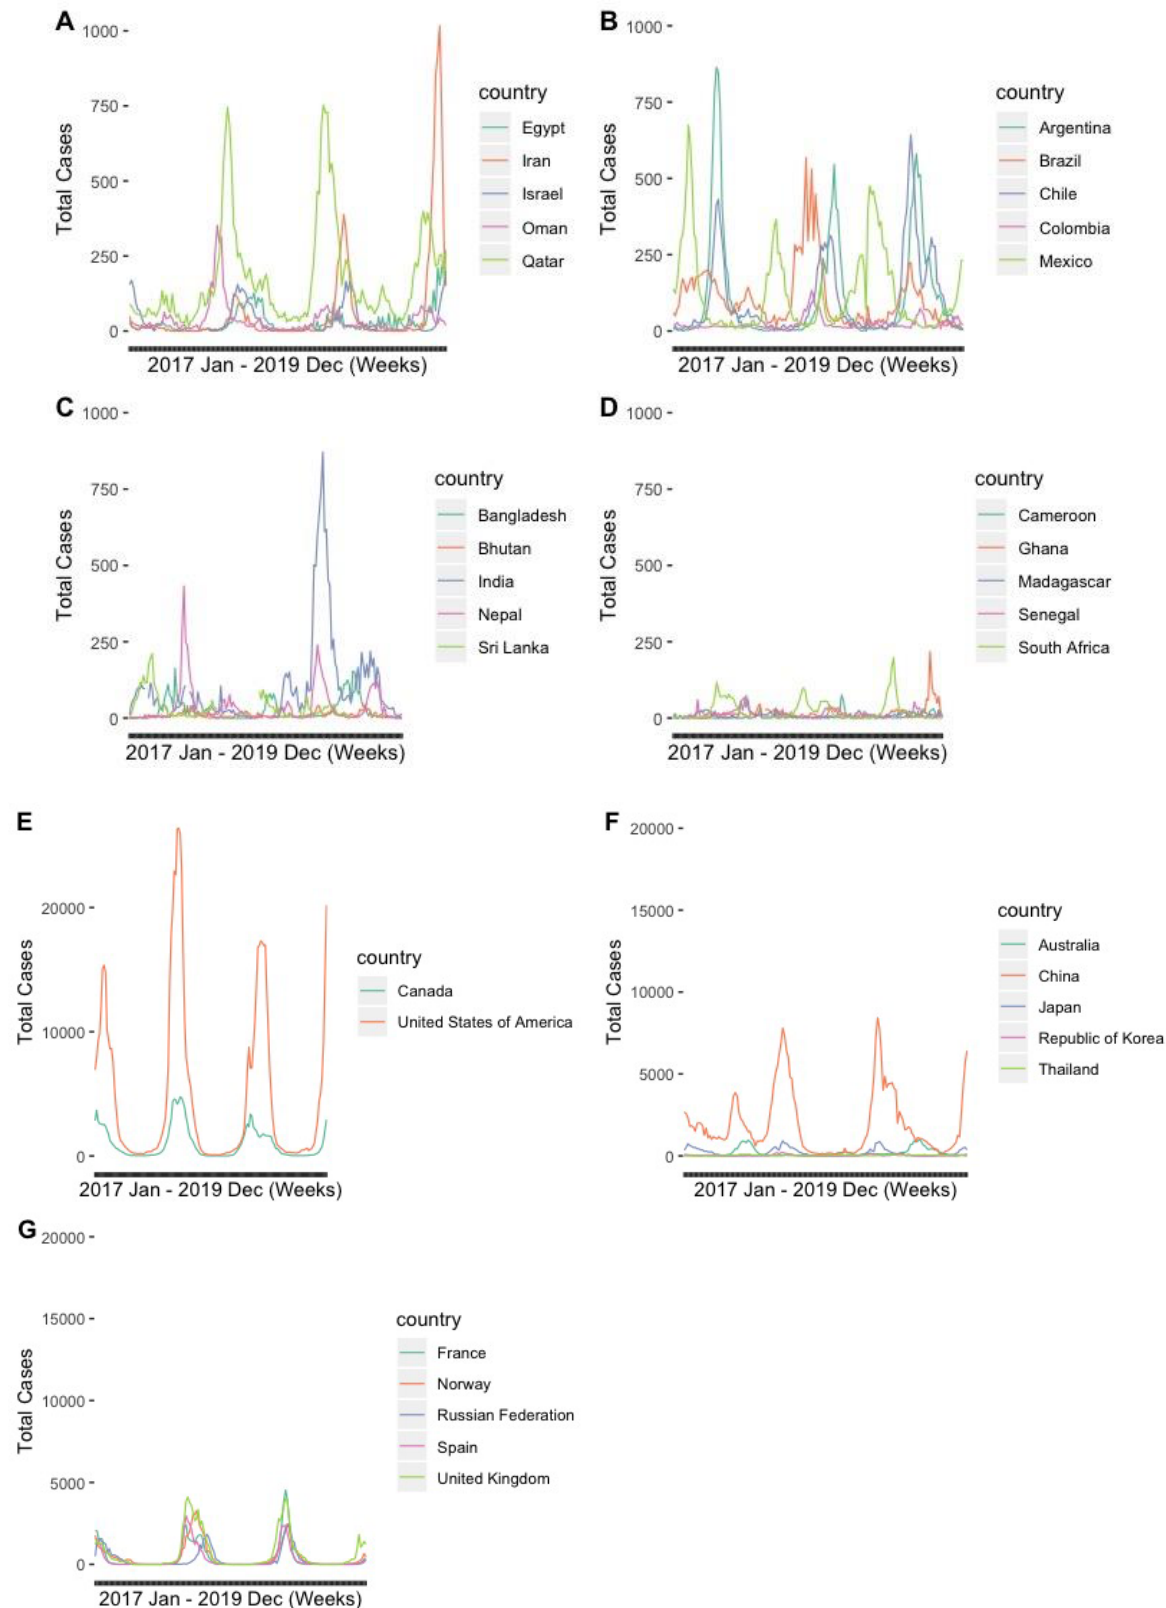 A
1000
750
500
250
0
Total Cases
2017 Jan - 2019 Dec (Weeks)
country
Egypt
Iran
Israel
Oman
Qatar
B
1000
750
500
250
0
Total Cases
2017 Jan - 2019 Dec (Weeks)
country
Argentina
Brazil
Chile
Colombia
Mexico
C
1000
750
500
250
0
Total Cases
2017 Jan - 2019 Dec (Weeks)
country
Bangladesh
Bhutan
India
Nepal
Sri Lanka
D
1000
750
500
250
0
Total Cases
2017 Jan - 2019 Dec (Weeks)
country
Cameroon
Ghana
Madagascar
Senegal
South Africa
E
20000
10000
0
Total Cases
2017 Jan - 2019 Dec (Weeks)
country
Canada
United States of America
F
20000
15000
10000
5000
0
Total Cases
2017 Jan - 2019 Dec (Weeks)
country
Australia
China
Japan
Republic of Korea
Thailand
G
20000
15000
10000
5000
0
Total Cases
2017 Jan - 2019 Dec (Weeks)
country
France
Norway
Russian Federation
Spain
United Kingdom